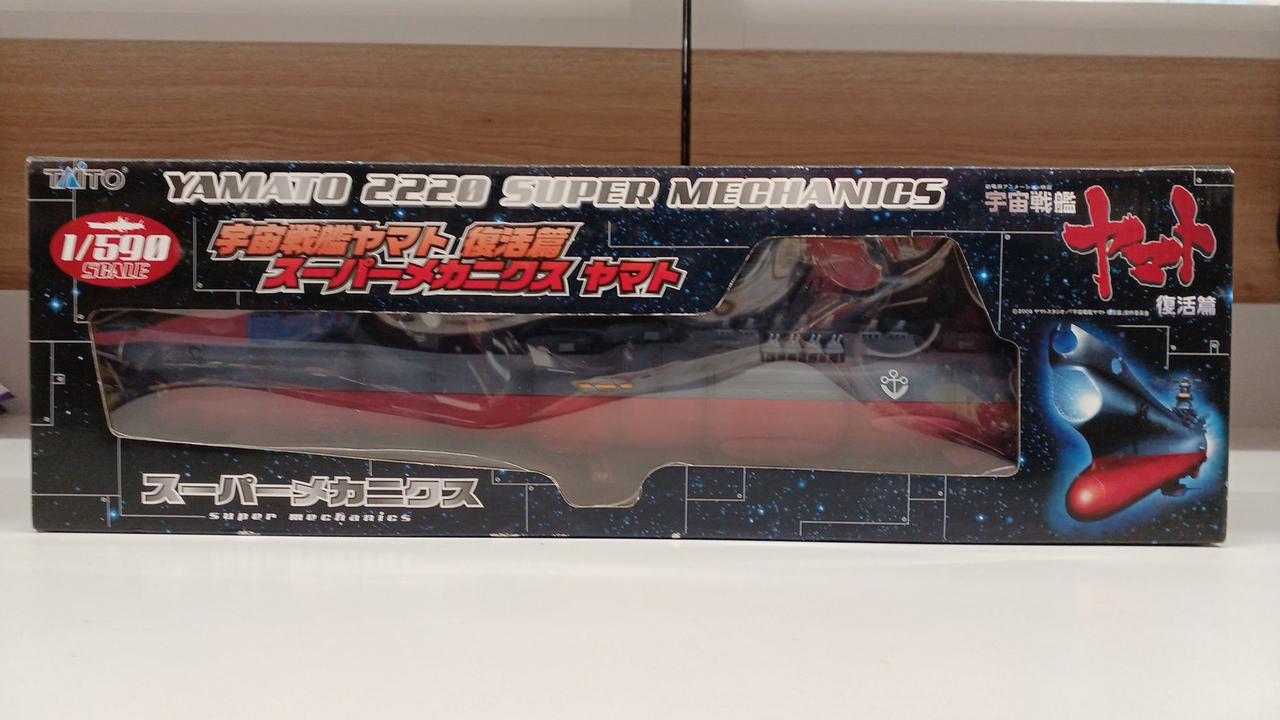 TAITO
YAMATO 2220 SUPER MECHANICS
1/590
SCALE
宇宙戦艦ヤマト 復活篇
スーパーメカニクス ヤマト
宇宙戦艦
ヤマト
復活篇
スーパーメカニクス
super mechanics